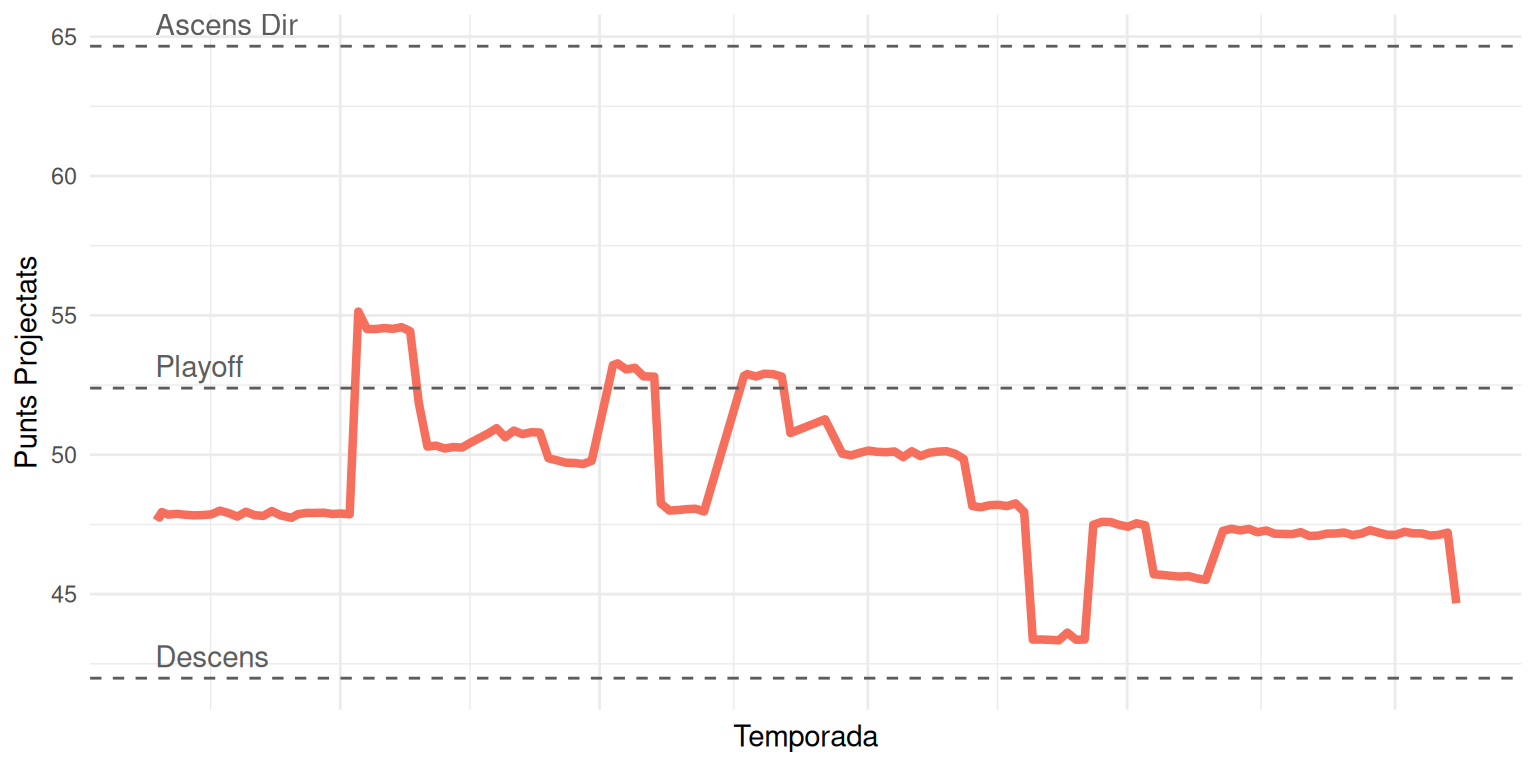 Ascens Dir
65
60
55
Playoff
50
45
Descens
Punts Projectats
Temporada